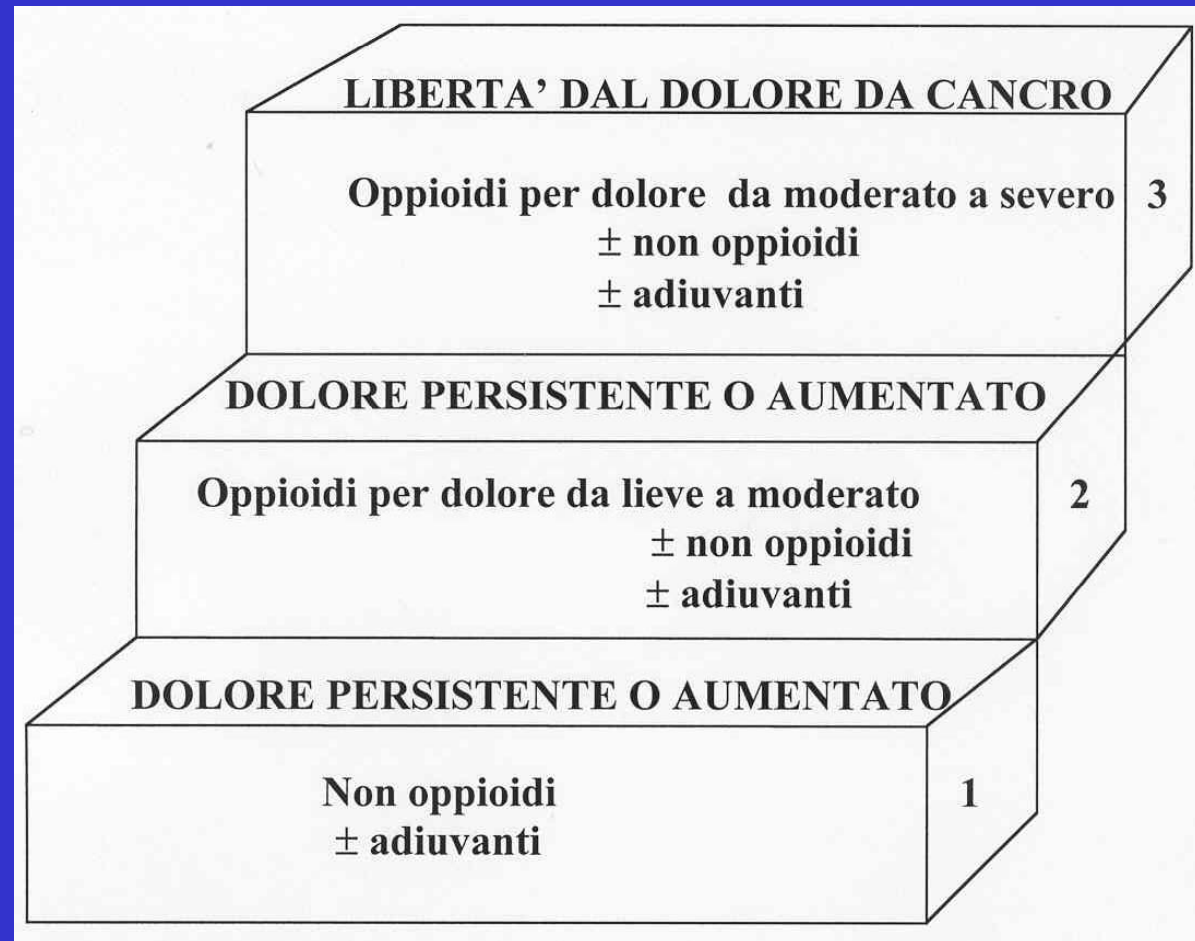 LIBERTA’ DAL DOLORE DA CANCRO
Oppioidi per dolore da moderato a severo 3
± non oppioidi
± adiuvanti
DOLORE PERSISTENTE O AUMENTATO
Oppioidi per dolore da lieve a moderato 2
± non oppioidi
± adiuvanti
DOLORE PERSISTENTE O AUMENTATO
Non oppioidi 1
± adiuvanti